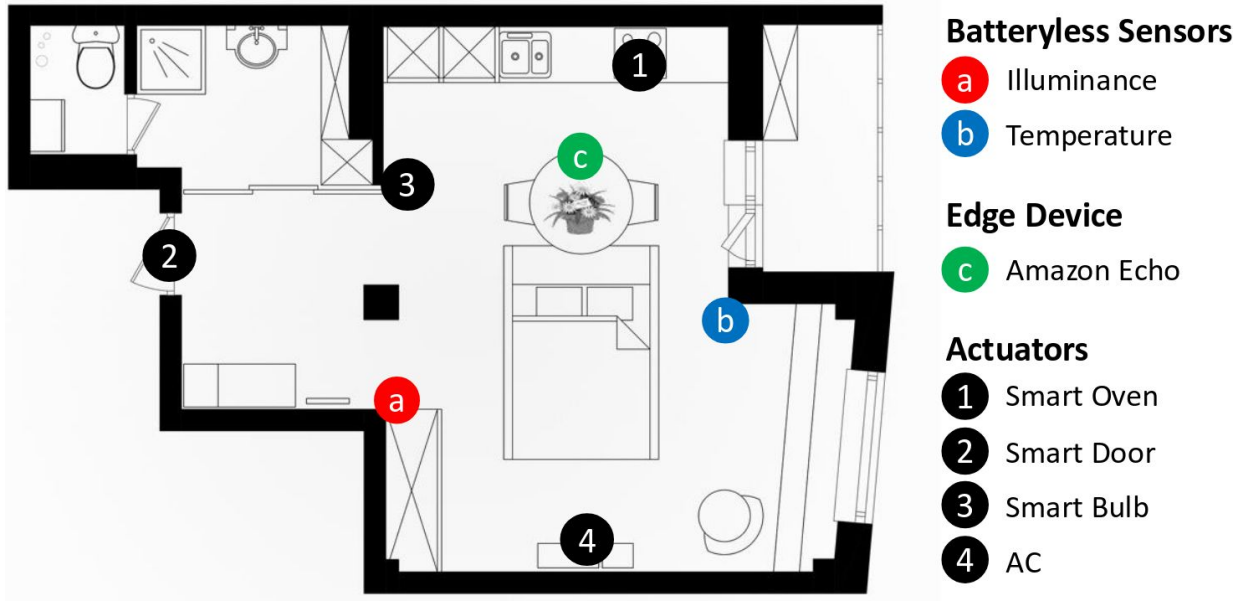 1
c
3
2
b
a
4
Batteryless Sensors
a Illuminance
b Temperature
Edge Device
c Amazon Echo
Actuators
1 Smart Oven
2 Smart Door
3 Smart Bulb
4 AC